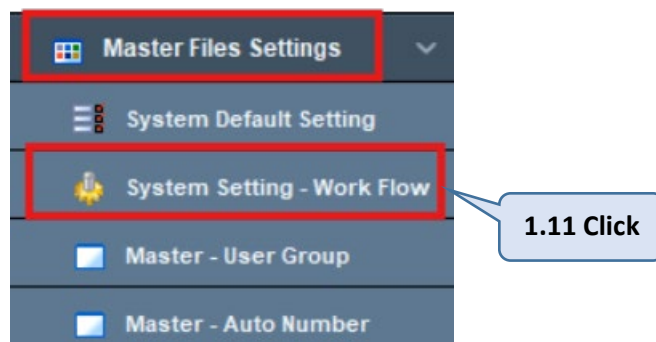 Master Files Settings
System Default Setting
System Setting - Work Flow
1.11 Click
Master - User Group
Master - Auto Number